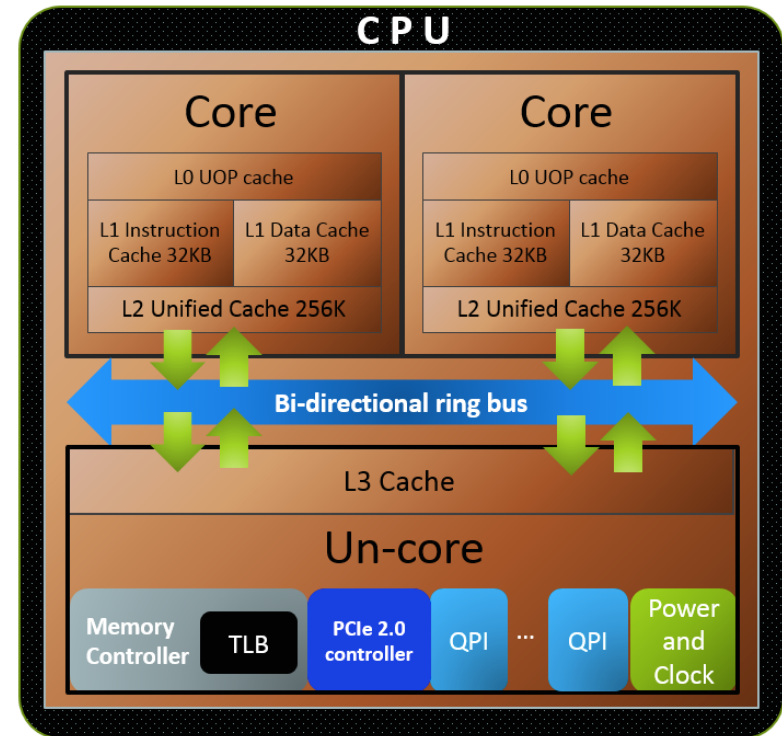 CPU
Core
L0 UOP cache
L1 Instruction
Cache 32KB
L1 Data Cache
32KB
L2 Unified Cache 256K
Core
L0 UOP cache
L1 Instruction
Cache 32KB
L1 Data Cache
32KB
L2 Unified Cache 256K
Bi-directional ring bus
L3 Cache
Un-core
Memory
Controller
TLB
PCIe 2.0
controller
QPI
...
QPI
Power
and
Clock